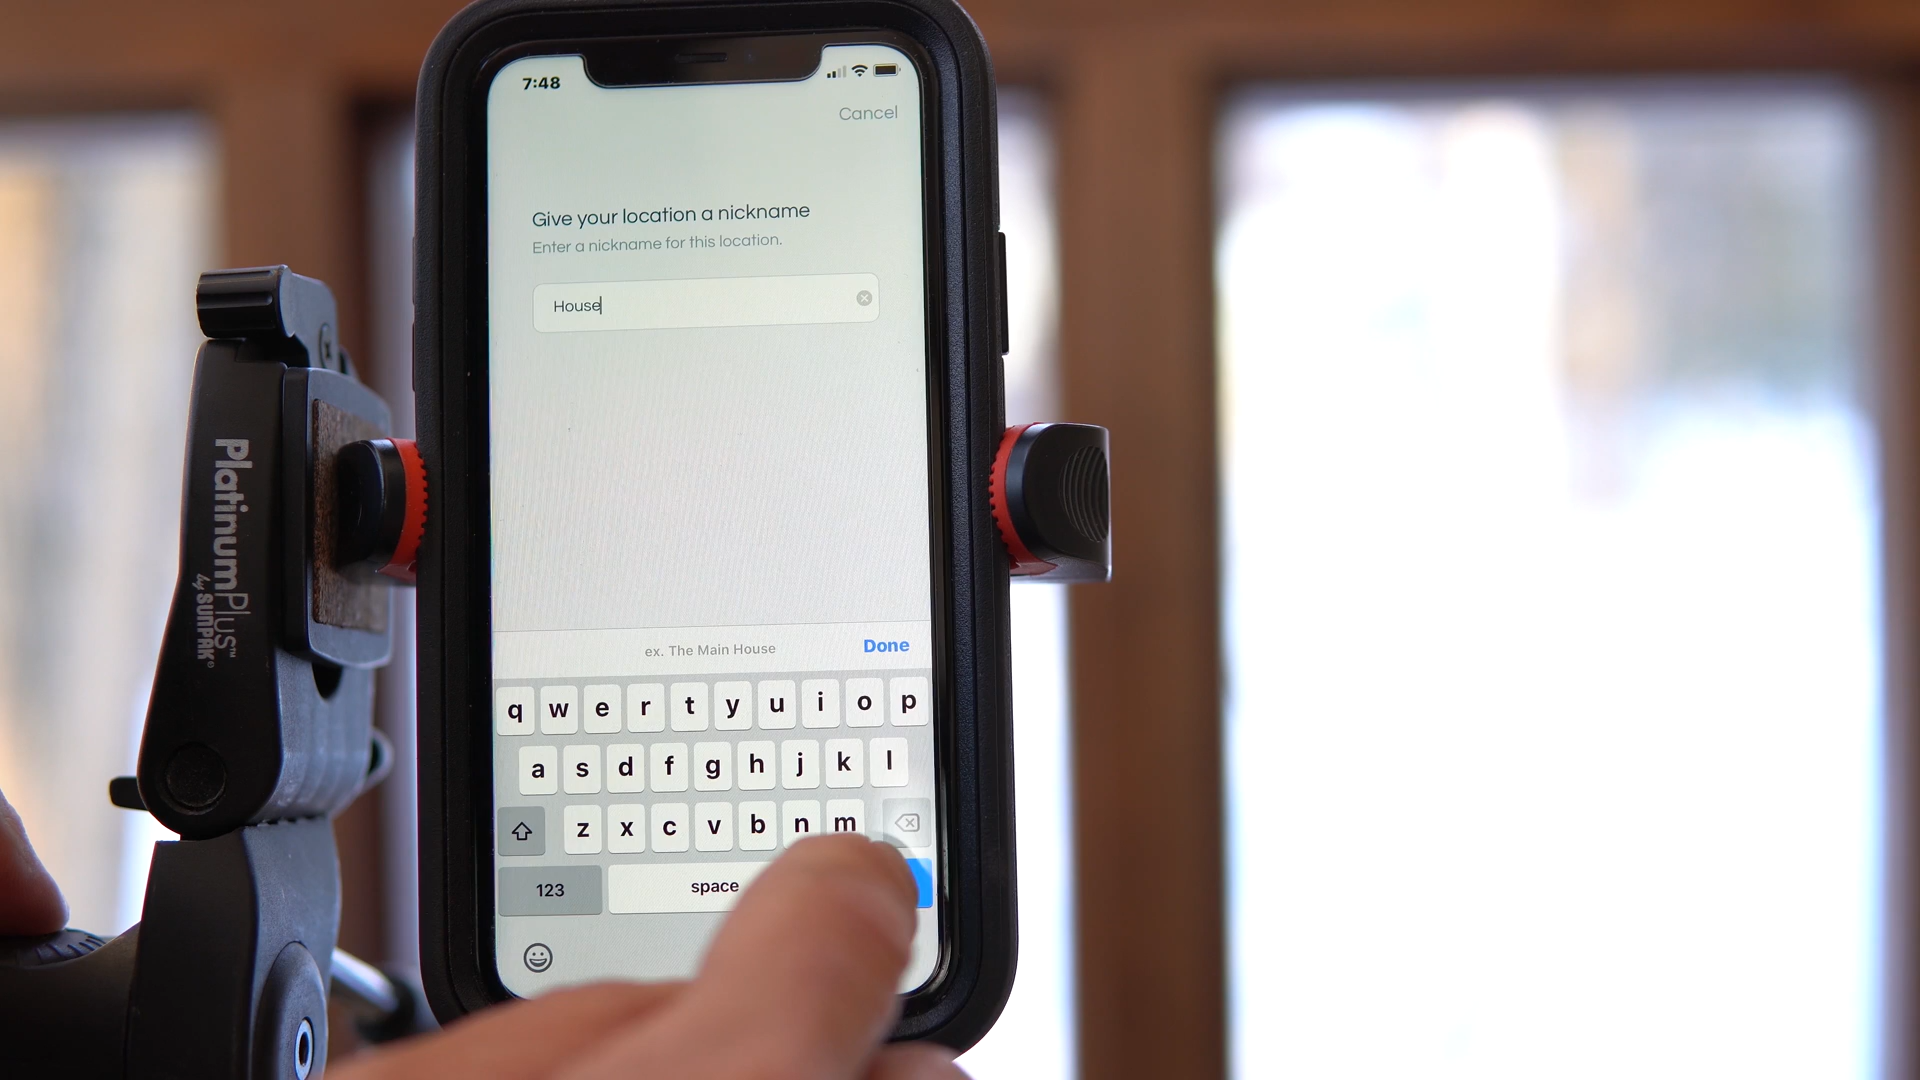 7:48
Cancel
Give your location a nickname
Enter a nickname for this location.
House
ex. The Main House
Done
q w e r t y u i o p
a s d f g h j k l
z x c v b n m
123
space
PlatinumPlus™
by SUNPAK®